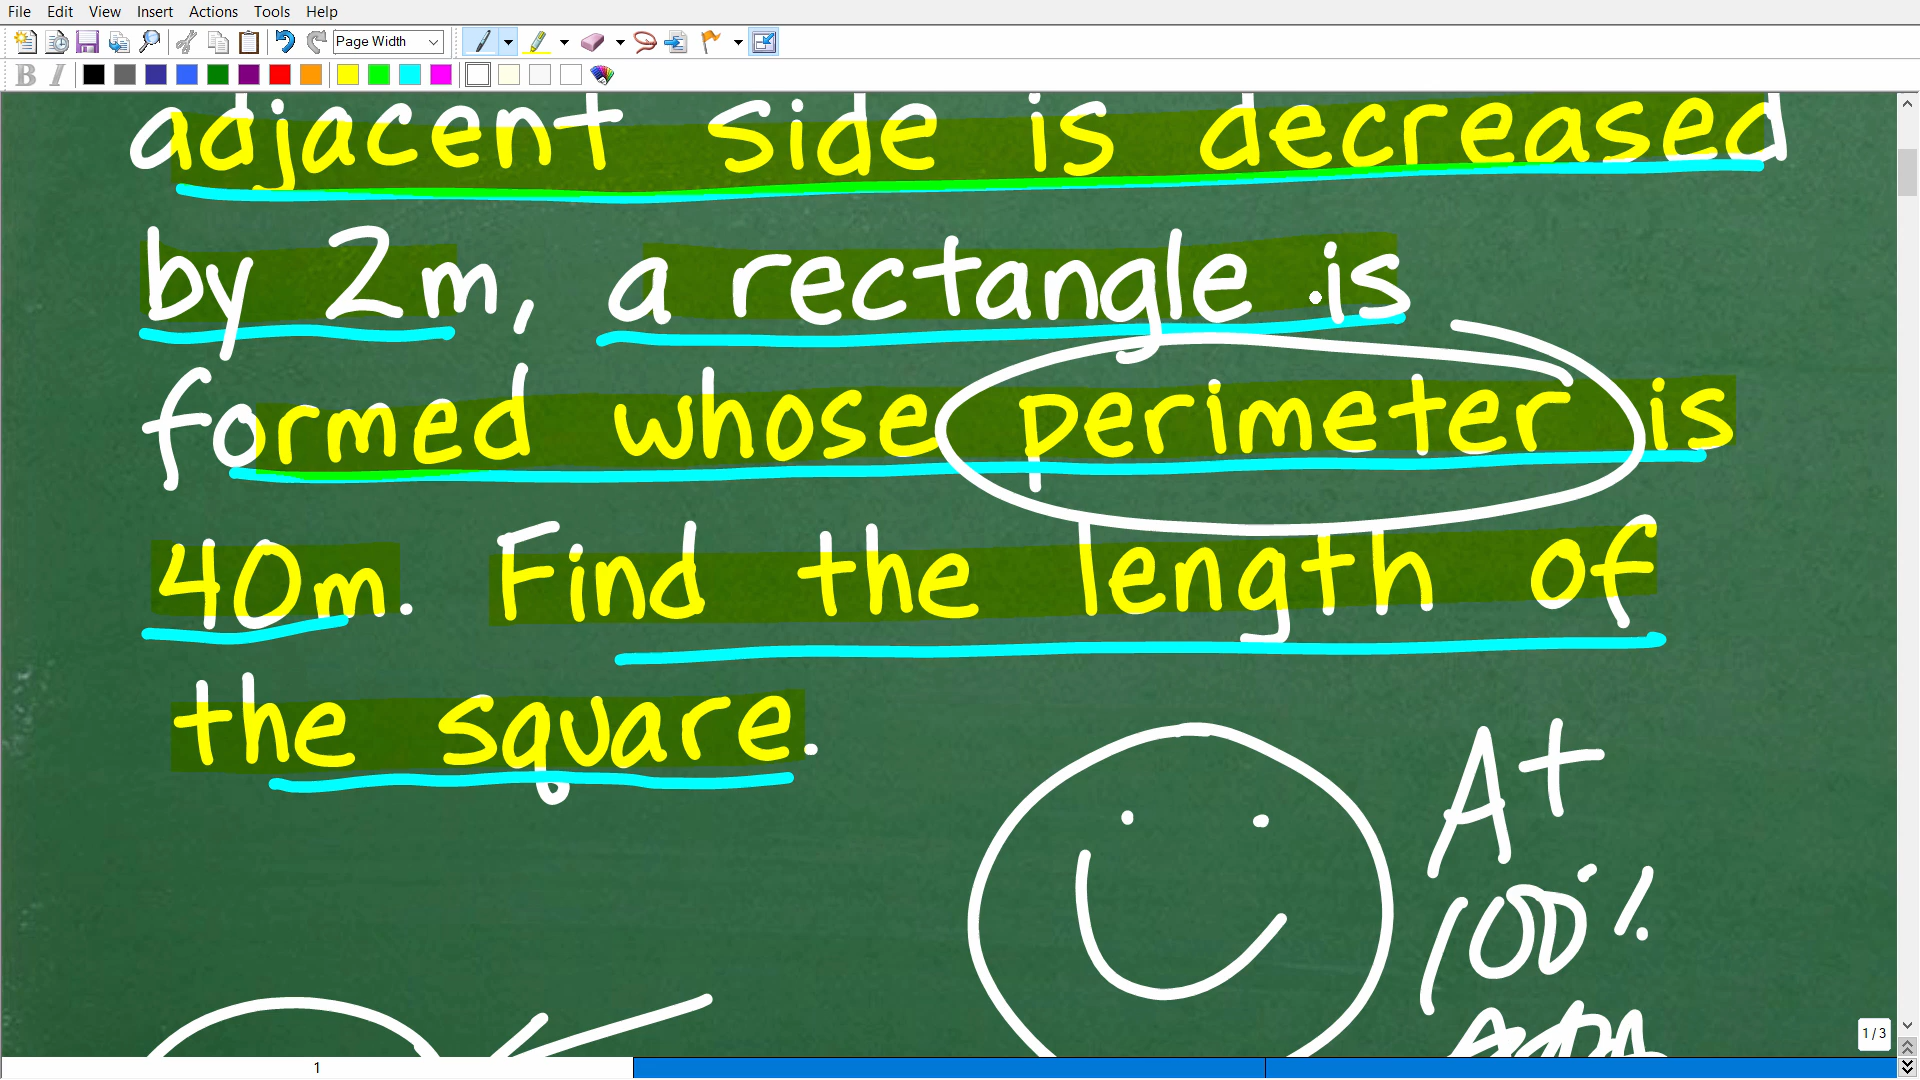 File Edit View Insert Actions Tools Help
Page Width
B I
adjacent side is decreased
by 2m, a rectangle is
formed whose perimeter is
40m. Find the length of
the square.
A+
100%
1/3
1